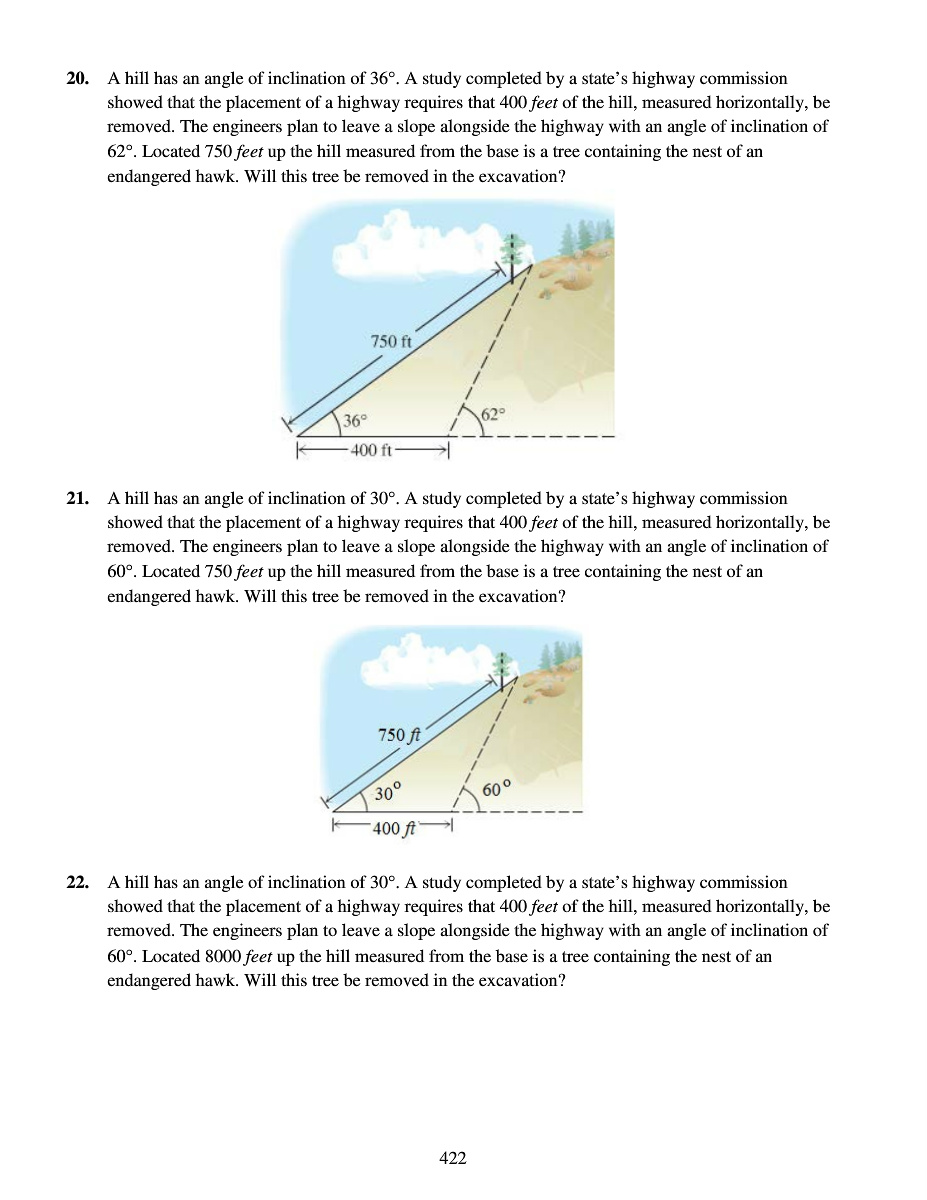 20. A hill has an angle of inclination of 36°. A study completed by a state’s highway commission
showed that the placement of a highway requires that 400 feet of the hill, measured horizontally, be
removed. The engineers plan to leave a slope alongside the highway with an angle of inclination of
62°. Located 750 feet up the hill measured from the base is a tree containing the nest of an
endangered hawk. Will this tree be removed in the excavation?
750 ft
36°
62°
400 ft
21. A hill has an angle of inclination of 30°. A study completed by a state’s highway commission
showed that the placement of a highway requires that 400 feet of the hill, measured horizontally, be
removed. The engineers plan to leave a slope alongside the highway with an angle of inclination of
60°. Located 750 feet up the hill measured from the base is a tree containing the nest of an
endangered hawk. Will this tree be removed in the excavation?
750 ft
30°
60°
400 ft
22. A hill has an angle of inclination of 30°. A study completed by a state’s highway commission
showed that the placement of a highway requires that 400 feet of the hill, measured horizontally, be
removed. The engineers plan to leave a slope alongside the highway with an angle of inclination of
60°. Located 8000 feet up the hill measured from the base is a tree containing the nest of an
endangered hawk. Will this tree be removed in the excavation?
422